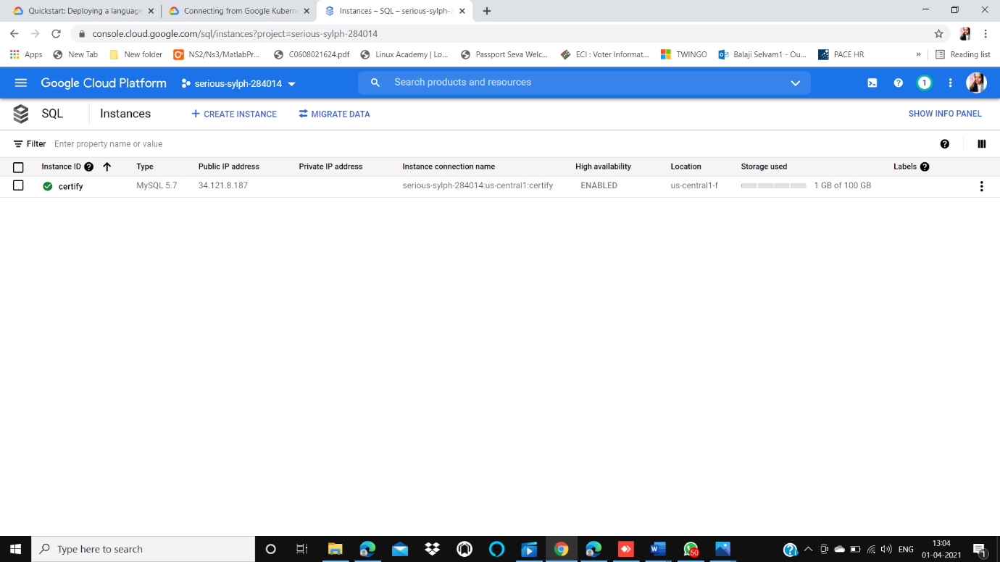 Quickstart: Deploying a language
Connecting from Google Kubern
Instances – SQL – serious-sylph-2
console.cloud.google.com/sql/instances?project=serious-sylph-284014
Apps New Tab New folder NS2/Ns3/MatlabPr... C0608021624.pdf Linux Academy | Lo... Passport Seva Welc... ECI : Voter Informat... TWINGO Balaji Selvam1 - Ou... PACE HR » Reading list
Google Cloud Platform serious-sylph-284014 Search products and resources 1
SQL Instances + CREATE INSTANCE MIGRATE DATA SHOW INFO PANEL
Filter Enter property name or value
Instance ID Type Public IP address Private IP address Instance connection name High availability Location Storage used Labels
certify MySQL 5.7 34.121.8.187 serious-sylph-284014:us-central1:certify ENABLED us-central1-f 1 GB of 100 GB
Type here to search 50 ENG 13:04
01-04-2021 1